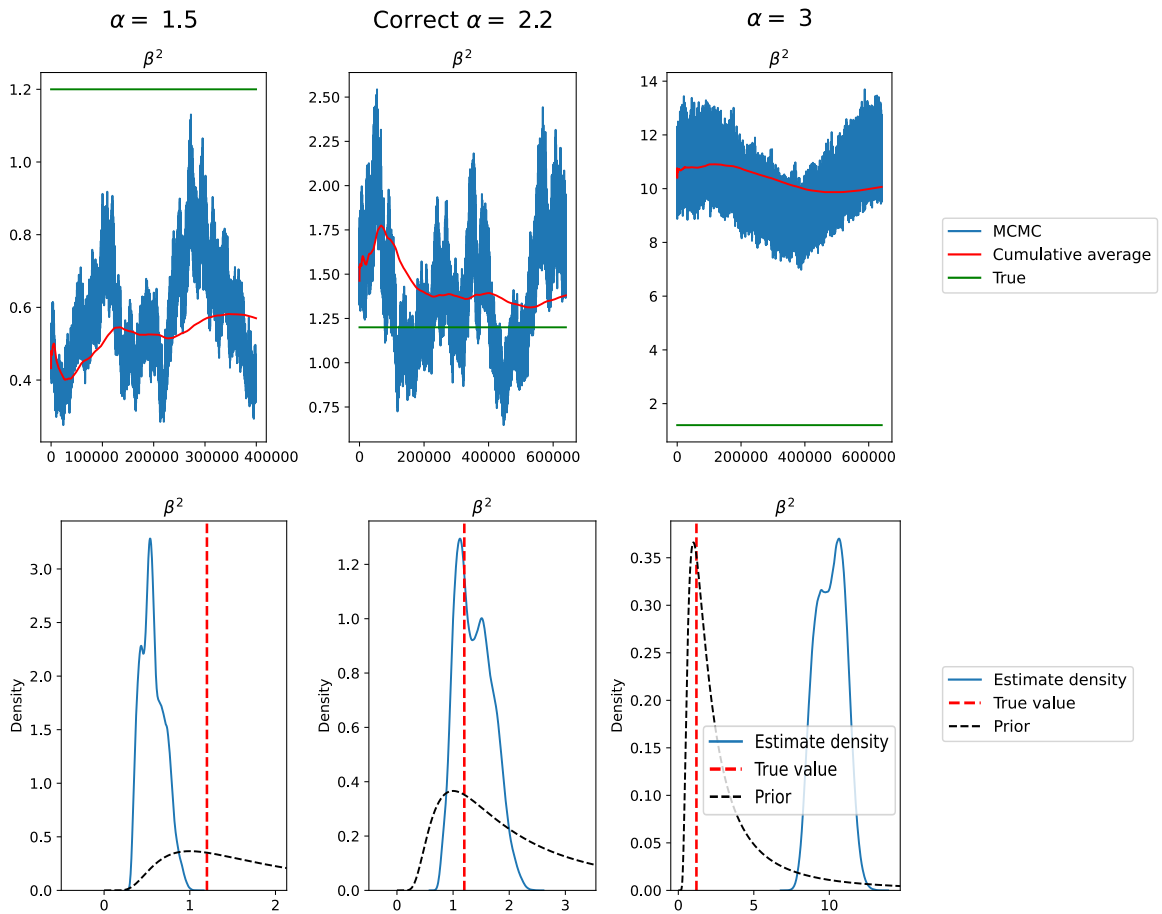 α = 1.5
Correct α = 2.2
α = 3
β²
β²
β²
1.2
1.0
0.8
0.6
0.4
0 100000 200000 300000 400000
2.50
2.25
2.00
1.75
1.50
1.25
1.00
0.75
0 200000 400000 600000
14
12
10
8
6
4
2
0 200000 400000 600000
MCMC
Cumulative average
True
β²
β²
β²
Density
3.0
2.5
2.0
1.5
1.0
0.5
0.0
0 1 2
Density
1.2
1.0
0.8
0.6
0.4
0.2
0.0
0 1 2 3
Density
0.35
0.30
0.25
0.20
0.15
0.10
0.05
0.00
0 5 10
Estimate density
True value
Prior
Estimate density
True value
Prior